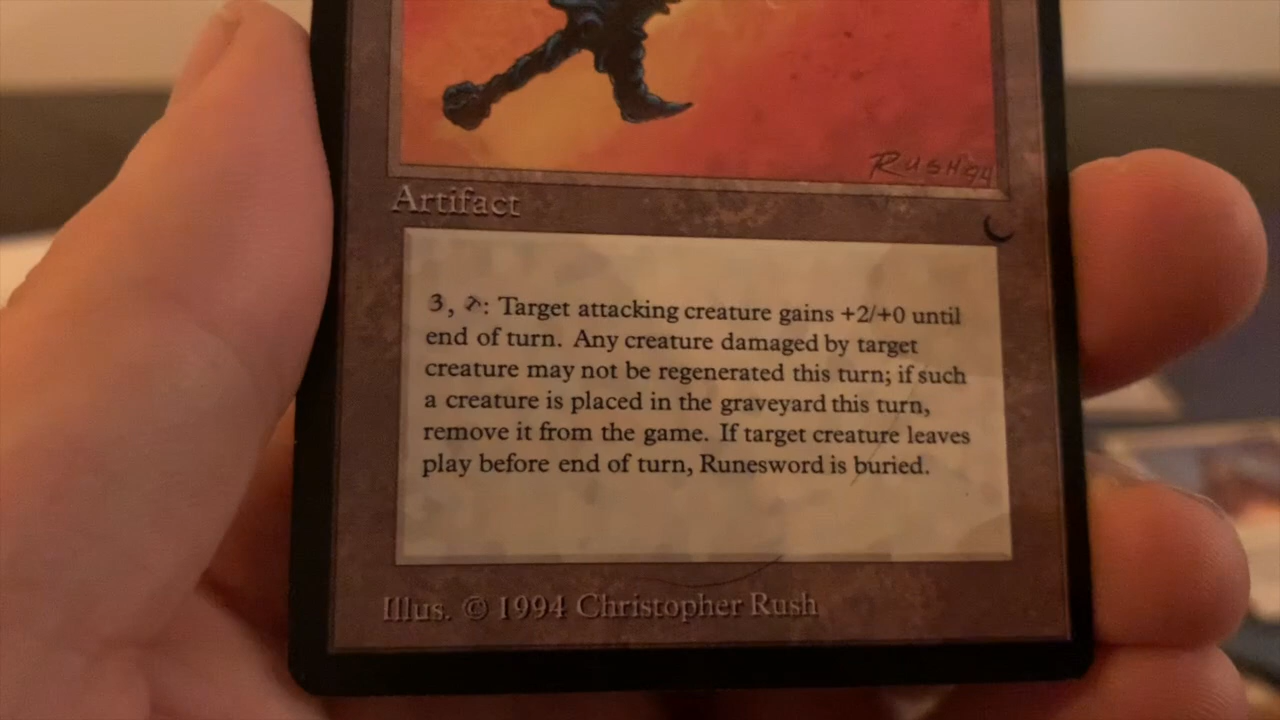 RUSH 94
Artifact
3, : Target attacking creature gains +2/+0 until
end of turn. Any creature damaged by target
creature may not be regenerated this turn; if such
a creature is placed in the graveyard this turn,
remove it from the game. If target creature leaves
play before end of turn, Runesword is buried.
Illus. © 1994 Christopher Rush